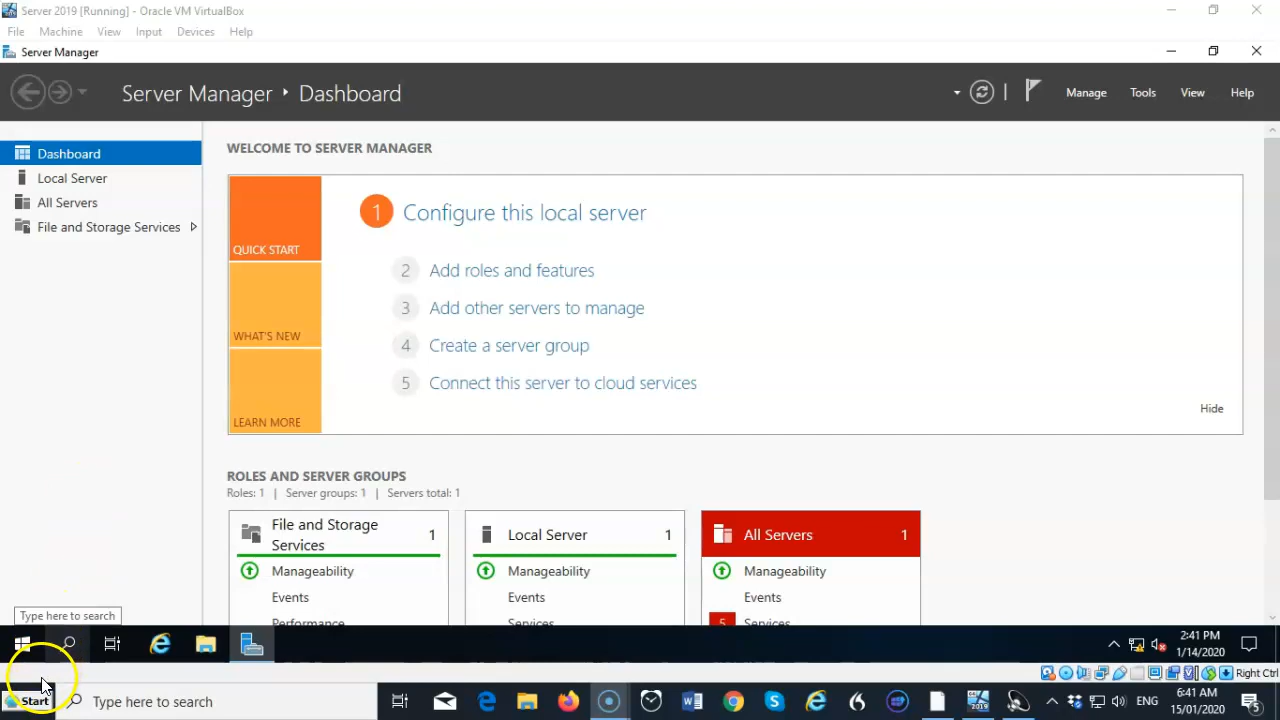 Server 2019 [Running] - Oracle VM VirtualBox
File Machine View Input Devices Help
Server Manager
Server Manager ‣ Dashboard
Manage Tools View Help
Dashboard
Local Server
All Servers
File and Storage Services
WELCOME TO SERVER MANAGER
QUICK START
WHAT'S NEW
LEARN MORE
1 Configure this local server
2 Add roles and features
3 Add other servers to manage
4 Create a server group
5 Connect this server to cloud services
Hide
ROLES AND SERVER GROUPS
Roles: 1 | Server groups: 1 | Servers total: 1
File and Storage
Services
1
Manageability
Events
Performance
Local Server 1
Manageability
Events
Services
All Servers 1
Manageability
Events
5 Services
Type here to search
2:41 PM
1/14/2020
Right Ctrl
Start
Type here to search
ENG
6:41 AM
15/01/2020
5